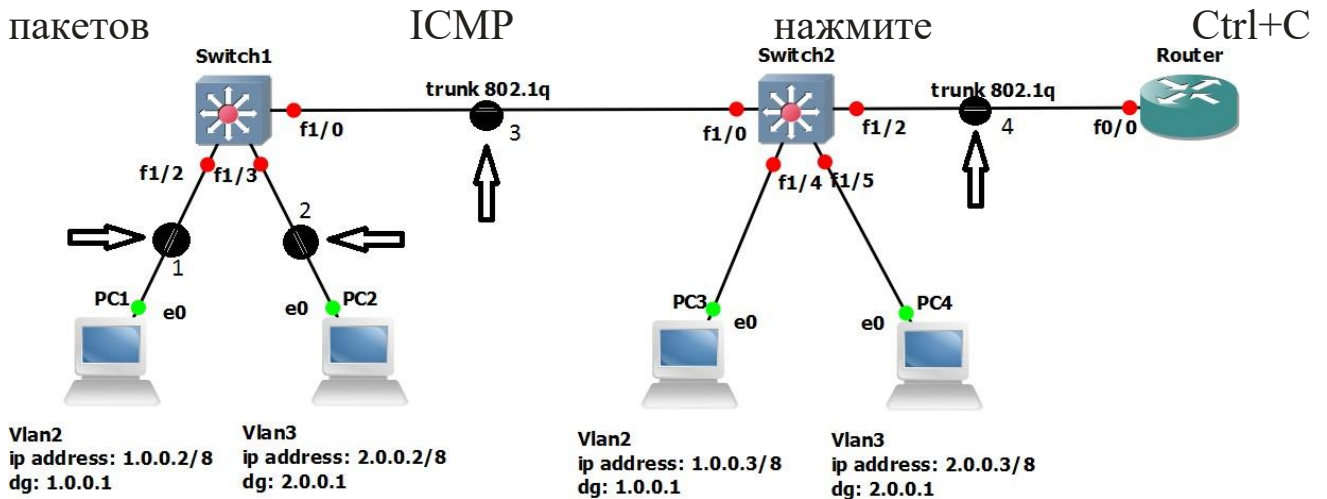 пакетов ICMP нажмите Ctrl+C
Switch1 Switch2 Router
trunk 802.1q trunk 802.1q
f1/0 3 f1/0 f1/2 4 f0/0
f1/2 f1/3 f1/4 f1/5
2
1
PC1 PC2 PC3 PC4
e0 e0 e0 e0
Vlan2
ip address: 1.0.0.2/8
dg: 1.0.0.1
Vlan3
ip address: 2.0.0.2/8
dg: 2.0.0.1
Vlan2
ip address: 1.0.0.3/8
dg: 1.0.0.1
Vlan3
ip address: 2.0.0.3/8
dg: 2.0.0.1